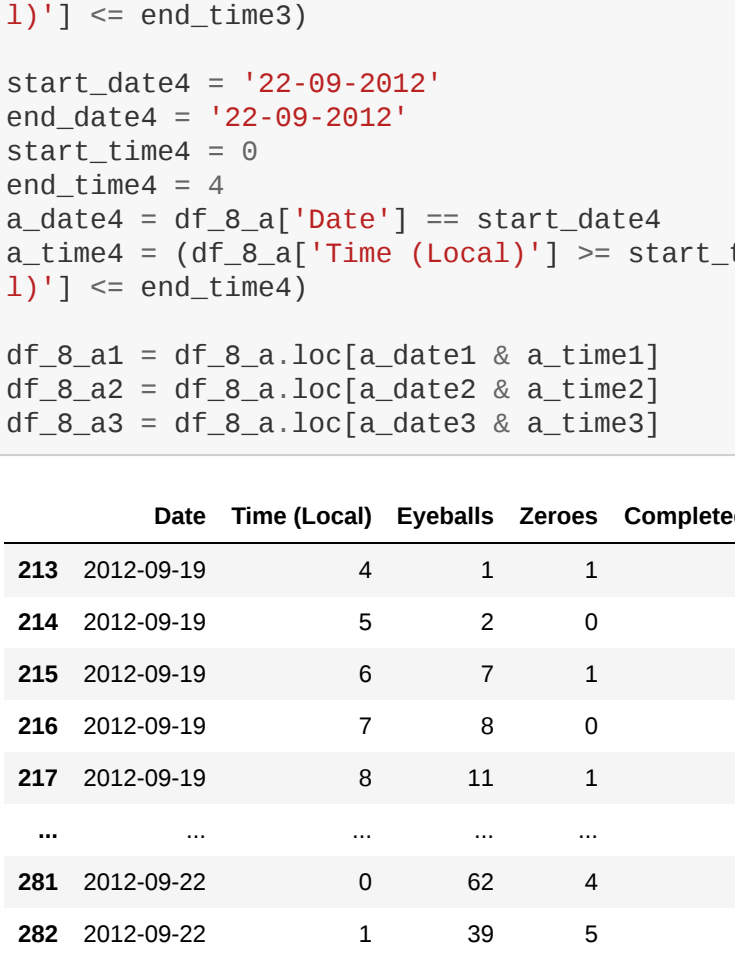 l)'] <= end_time3)
start_date4 = '22-09-2012'
end_date4 = '22-09-2012'
start_time4 = 0
end_time4 = 4
a_date4 = df_8_a['Date'] == start_date4
a_time4 = (df_8_a['Time (Local)'] >= start_t
l)'] <= end_time4)
df_8_a1 = df_8_a.loc[a_date1 & a_time1]
df_8_a2 = df_8_a.loc[a_date2 & a_time2]
df_8_a3 = df_8_a.loc[a_date3 & a_time3]
Date Time (Local) Eyeballs Zeroes Completed
213 2012-09-19 4 1 1
214 2012-09-19 5 2 0
215 2012-09-19 6 7 1
216 2012-09-19 7 8 0
217 2012-09-19 8 11 1
... ... ... ... ...
281 2012-09-22 0 62 4
282 2012-09-22 1 39 5